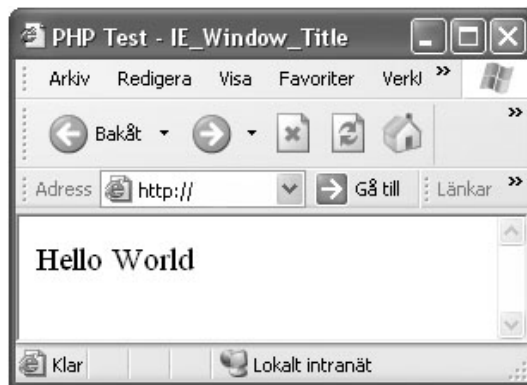 PHP Test - IE_Window_Title
Arkiv Redigera Visa Favoriter Verkl »
Bakåt »
Adress http:// Gå till Länkar »
Hello World
Klar Lokalt intranät